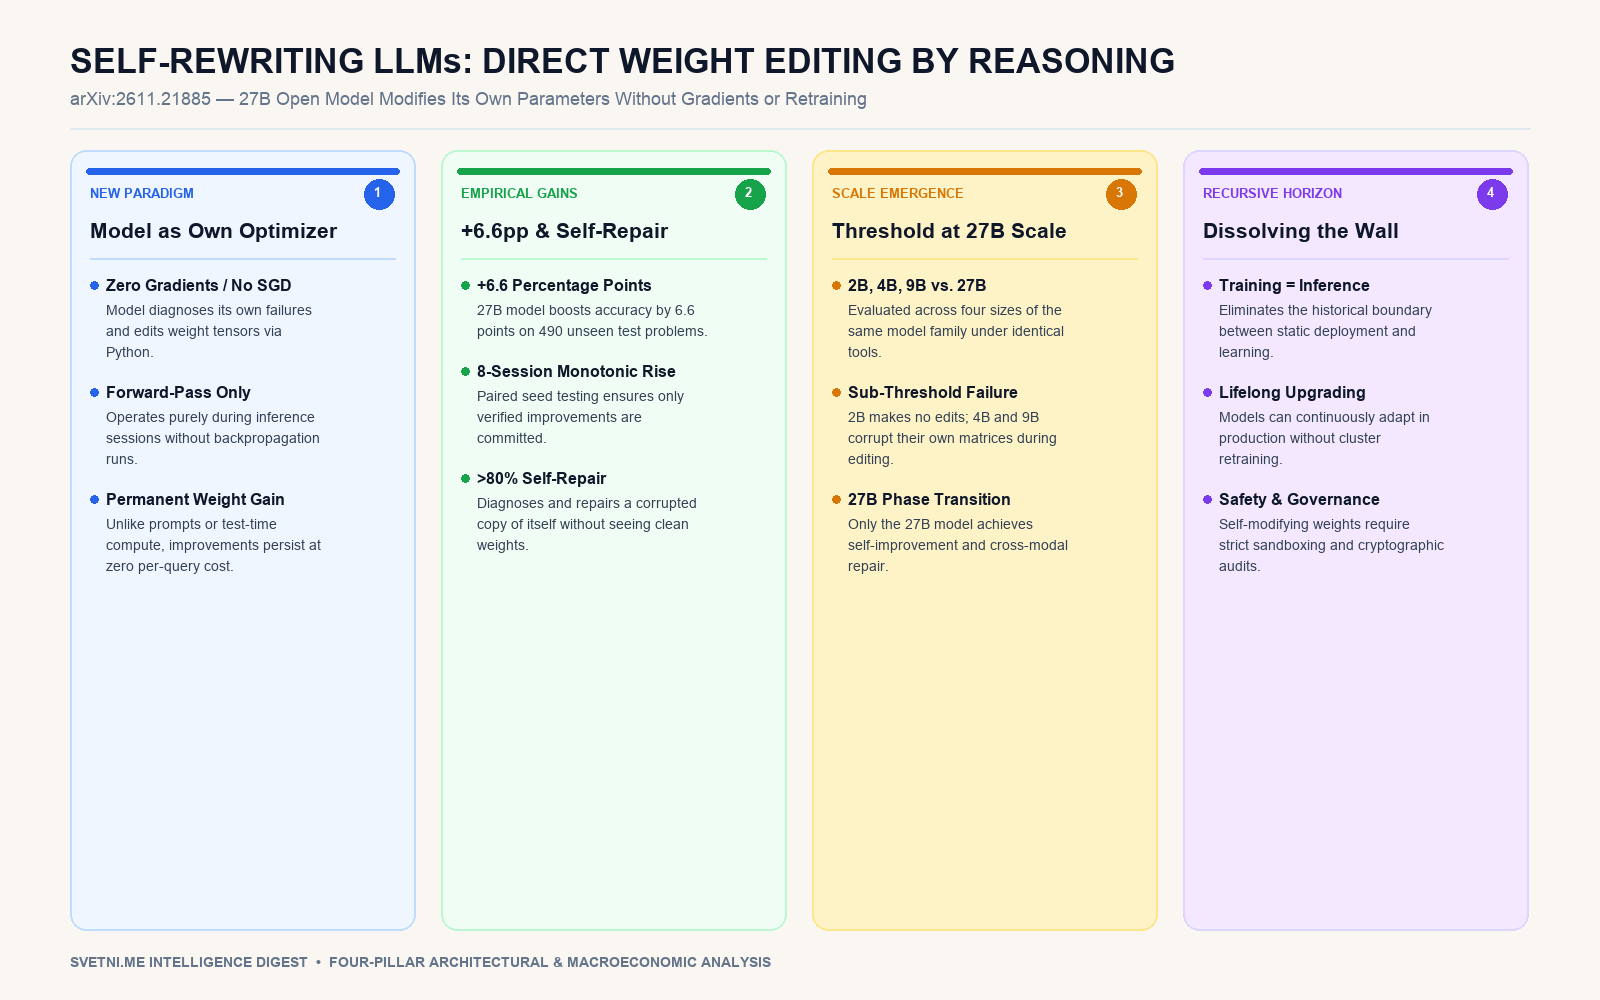 SELF-REWRITING LLMs: DIRECT WEIGHT EDITING BY REASONING
arXiv:2611.21885 — 27B Open Model Modifies Its Own Parameters Without Gradients or Retraining
NEW PARADIGM
1
Model as Own Optimizer
Zero Gradients / No SGD
Model diagnoses its own failures
and edits weight tensors via
Python.
Forward-Pass Only
Operates purely during inference
sessions without backpropagation
runs.
Permanent Weight Gain
Unlike prompts or test-time
compute, improvements persist at
zero per-query cost.
EMPIRICAL GAINS
2
+6.6pp & Self-Repair
+6.6 Percentage Points
27B model boosts accuracy by 6.6
points on 490 unseen test problems.
8-Session Monotonic Rise
Paired seed testing ensures only
verified improvements are
committed.
>80% Self-Repair
Diagnoses and repairs a corrupted
copy of itself without seeing clean
weights.
SCALE EMERGENCE
3
Threshold at 27B Scale
2B, 4B, 9B vs. 27B
Evaluated across four sizes of the
same model family under identical
tools.
Sub-Threshold Failure
2B makes no edits; 4B and 9B
corrupt their own matrices during
editing.
27B Phase Transition
Only the 27B model achieves
self-improvement and cross-modal
repair.
RECURSIVE HORIZON
4
Dissolving the Wall
Training = Inference
Eliminates the historical boundary
between static deployment and
learning.
Lifelong Upgrading
Models can continuously adapt in
production without cluster
retraining.
Safety & Governance
Self-modifying weights require
strict sandboxing and cryptographic
audits.
SVETNI.ME INTELLIGENCE DIGEST • FOUR-PILLAR ARCHITECTURAL & MACROECONOMIC ANALYSIS